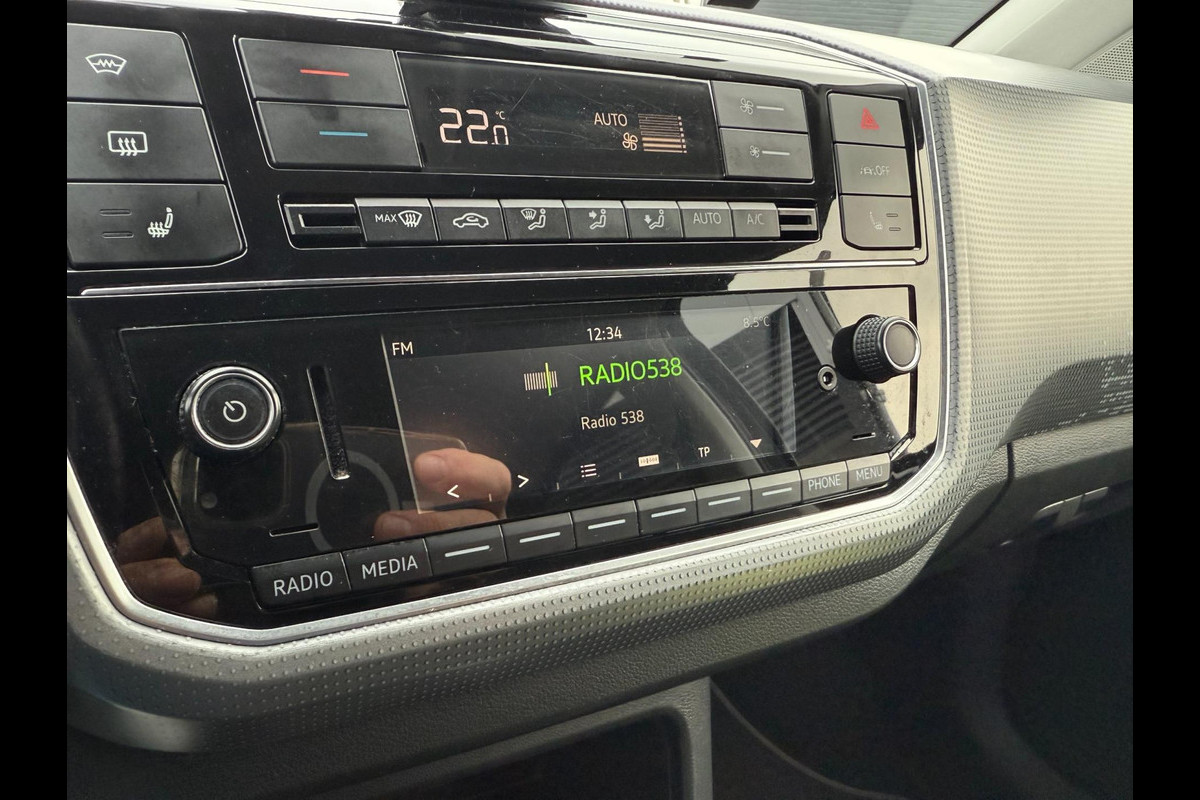 22.0 °C
AUTO
OFF
MAX
AUTO
A/C
FM
12:34
8.5°C
RADIO538
Radio 538
TP
RADIO
MEDIA
PHONE
MENU